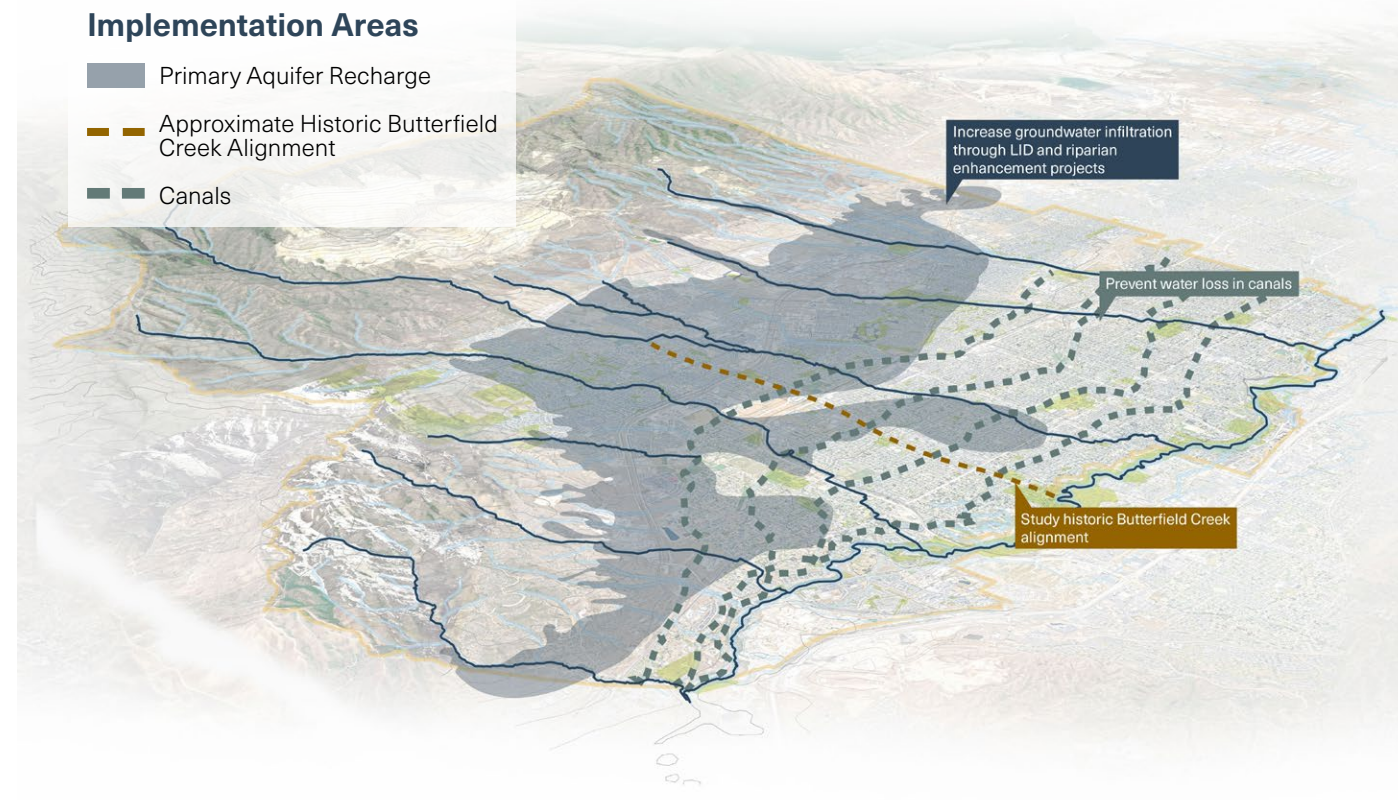 Implementation Areas
Primary Aquifer Recharge
Approximate Historic Butterfield
Creek Alignment
Canals
Increase groundwater infiltration
through LID and riparian
enhancement projects
Prevent water loss in canals
Study historic Butterfield Creek
alignment